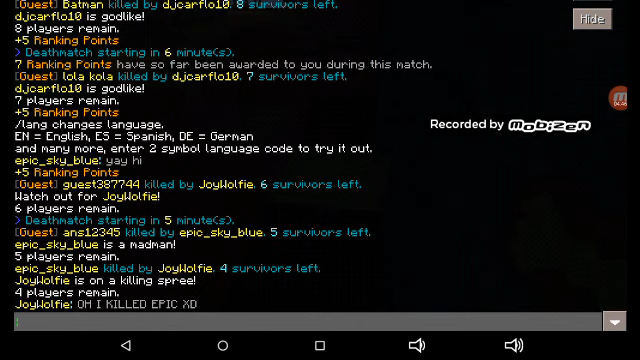 [Guest] Batman killed by djcarflo10. 8 survivors left.
djcarflo10 is godlike!
8 players remain.
+5 Ranking Points
> Deathmatch starting in 6 minute(s).
7 Ranking Points have so far been awarded to you during this match.
[Guest] lola kola killed by djcarflo10. 7 survivors left.
djcarflo10 is godlike!
7 players remain.
+5 Ranking Points
/lang changes language.
EN = English, ES = Spanish, DE = German
and many more, enter 2 symbol language code to try it out.
epic_sky_blue: yay hi
+5 Ranking Points
[Guest] guest387744 killed by JoyWolfie. 6 survivors left.
Watch out for JoyWolfie!
6 players remain.
> Deathmatch starting in 5 minute(s).
[Guest] ans12345 killed by epic_sky_blue. 5 survivors left.
epic_sky_blue is a madman!
5 players remain.
epic_sky_blue killed by JoyWolfie. 4 survivors left.
JoyWolfie is on a killing spree!
4 players remain.
JoyWolfie: OH I KILLED EPIC XD
Hide
04:46
Recorded by mobizen